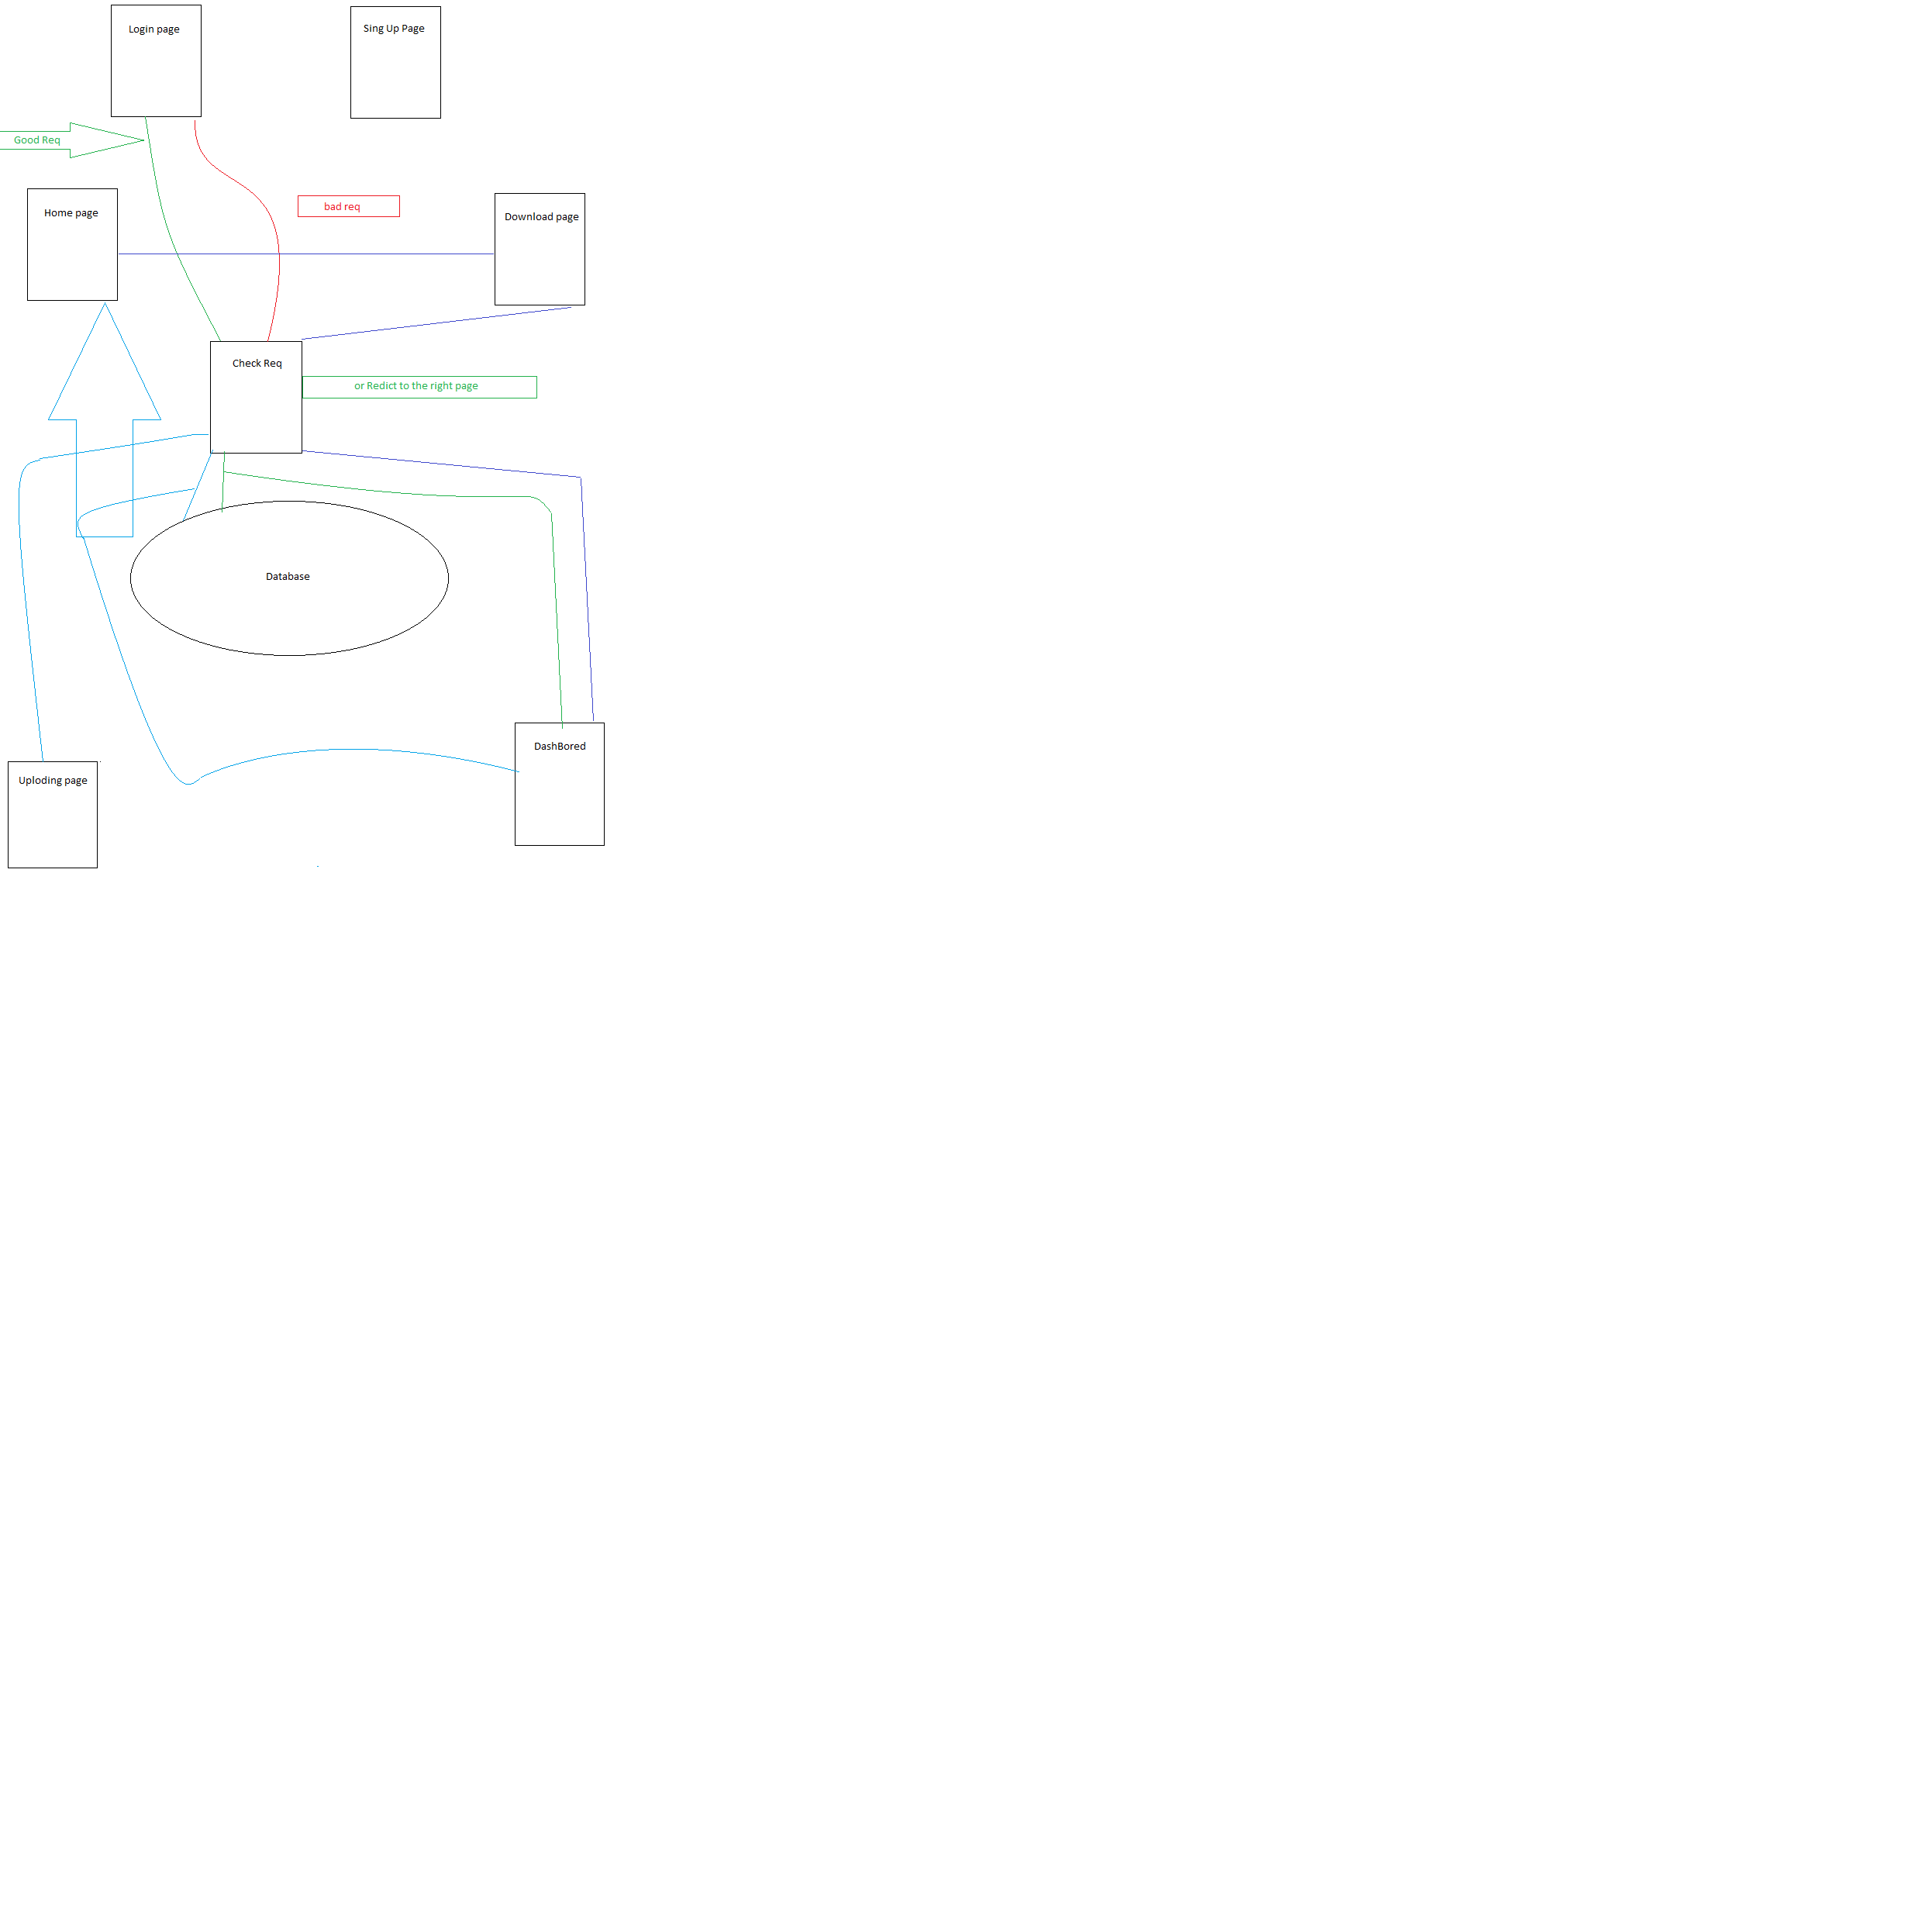 Login page
Sing Up Page
Good Req
bad req
Home page
Download page
Check Req
or Redict to the right page
Database
DashBored
Uploding page